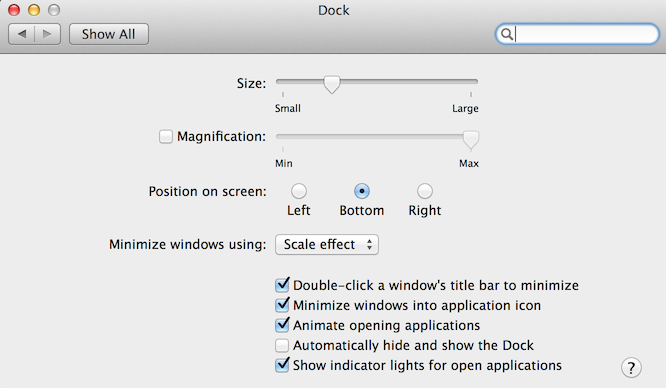 Dock
Show All
Size:
Small Large
Magnification:
Min Max
Position on screen:
Left Bottom Right
Minimize windows using: Scale effect
Double-click a window's title bar to minimize
Minimize windows into application icon
Animate opening applications
Automatically hide and show the Dock
Show indicator lights for open applications
?